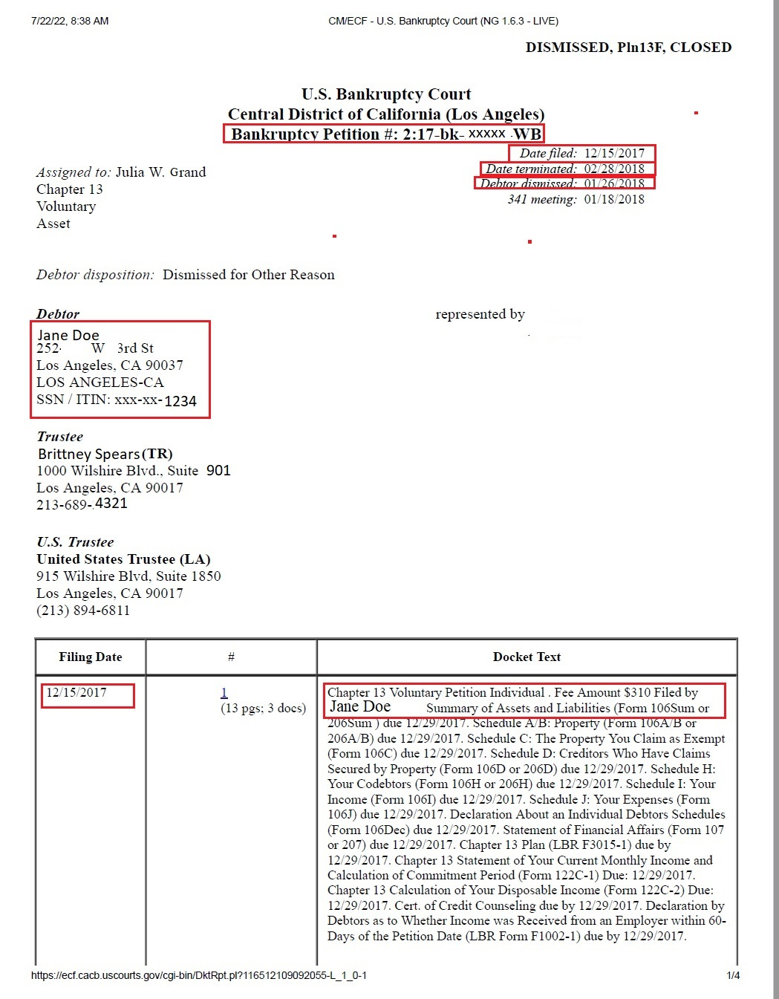 7/22/22, 8:38 AM CM/ECF - U.S. Bankruptcy Court (NG 1.6.3 - LIVE)
DISMISSED, Pln13F, CLOSED
U.S. Bankruptcy Court
Central District of California (Los Angeles)
Bankruptcy Petition #: 2:17-bk- xxxxx -WB
Date filed: 12/15/2017
Date terminated: 02/28/2018
Debtor dismissed: 01/26/2018
341 meeting: 01/18/2018
Assigned to: Julia W. Grand
Chapter 13
Voluntary
Asset
Debtor disposition: Dismissed for Other Reason
Debtor
Jane Doe
252 W 3rd St
Los Angeles, CA 90037
LOS ANGELES-CA
SSN / ITIN: xxx-xx-1234
represented by
Trustee
Brittney Spears (TR)
1000 Wilshire Blvd., Suite 901
Los Angeles, CA 90017
213-689-4321
U.S. Trustee
United States Trustee (LA)
915 Wilshire Blvd, Suite 1850
Los Angeles, CA 90017
(213) 894-6811
Filing Date # Docket Text
12/15/2017
1
(13 pgs; 3 docs)
Chapter 13 Voluntary Petition Individual . Fee Amount $310 Filed by
Jane Doe Summary of Assets and Liabilities (Form 106Sum or
206Sum ) due 12/29/2017. Schedule A/B: Property (Form 106A/B or
206A/B) due 12/29/2017. Schedule C: The Property You Claim as Exempt
(Form 106C) due 12/29/2017. Schedule D: Creditors Who Have Claims
Secured by Property (Form 106D or 206D) due 12/29/2017. Schedule H:
Your Codebtors (Form 106H or 206H) due 12/29/2017. Schedule I: Your
Income (Form 106I) due 12/29/2017. Schedule J: Your Expenses (Form
106J) due 12/29/2017. Declaration About an Individual Debtors Schedules
(Form 106Dec) due 12/29/2017. Statement of Financial Affairs (Form 107
or 207) due 12/29/2017. Chapter 13 Plan (LBR F3015-1) due by
12/29/2017. Chapter 13 Statement of Your Current Monthly Income and
Calculation of Commitment Period (Form 122C-1) Due: 12/29/2017.
Chapter 13 Calculation of Your Disposable Income (Form 122C-2) Due:
12/29/2017. Cert. of Credit Counseling due by 12/29/2017. Declaration by
Debtors as to Whether Income was Received from an Employer within 60-
Days of the Petition Date (LBR Form F1002-1) due by 12/29/2017.
https://ecf.cacb.uscourts.gov/cgi-bin/DktRpt.pl?116512109092055-L_1_0-1 1/4